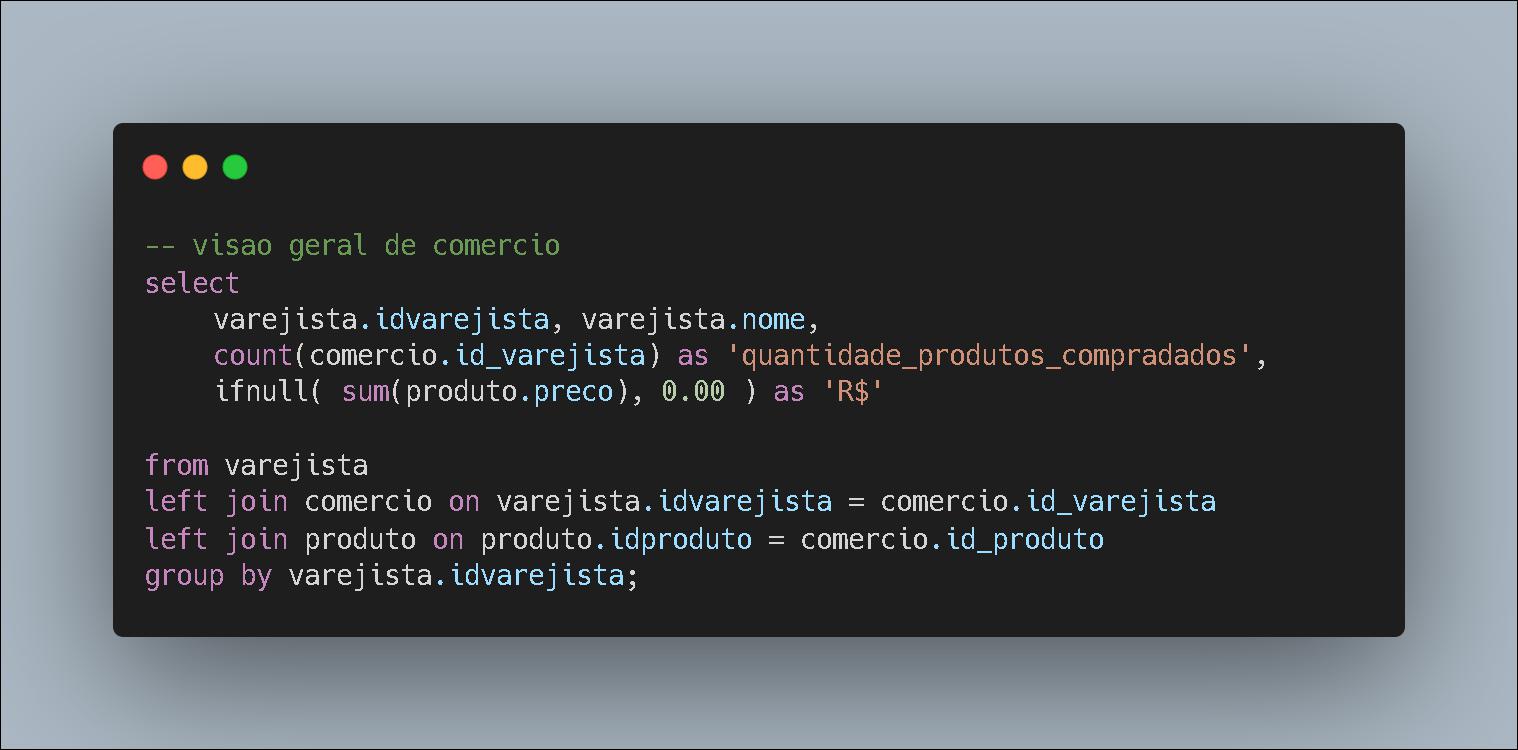 -- visao geral de comercio
select
varejista.idvarejista, varejista.nome,
count(comercio.id_varejista) as 'quantidade_produtos_compradados',
ifnull( sum(produto.preco), 0.00 ) as 'R$'
from varejista
left join comercio on varejista.idvarejista = comercio.id_varejista
left join produto on produto.idproduto = comercio.id_produto
group by varejista.idvarejista;